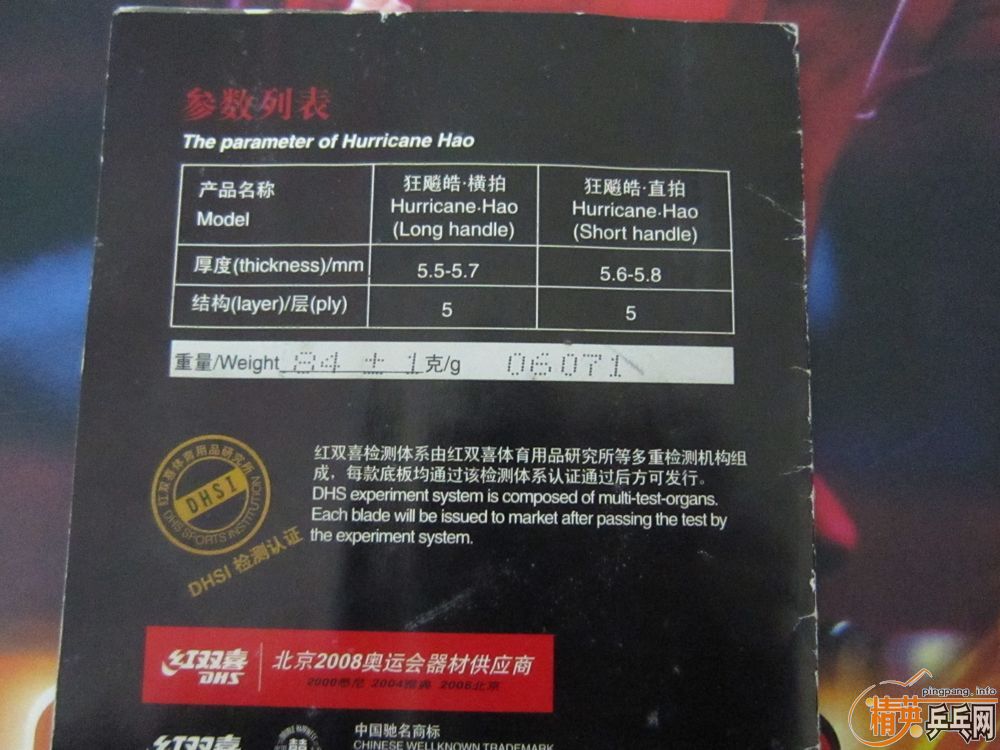 参数列表
The parameter of Hurricane Hao
产品名称
Model
狂飚皓·横拍
Hurricane·Hao
(Long handle)
狂飚皓·直拍
Hurricane·Hao
(Short handle)
厚度(thickness)/mm
5.5-5.7
5.6-5.8
结构(layer)/层(ply)
5
5
重量/Weight 84 ± 1克/g 06071
红双喜检测体系由红双喜体育用品研究所等多重检测机构组
成，每款底板均通过该检测体系认证通过后方可发行。
DHS experiment system is composed of multi-test-organs.
Each blade will be issued to market after passing the test by
the experiment system.
红双喜体育用品研究所
DHSI
DHS SPORTS INSTITUTION
DHSI 检测认证
红双喜
DHS
北京2008奥运会器材供应商
2000悉尼 2004雅典 2008北京
红双喜
中国驰名商标
CHINESE WELLKNOWN TRADEMARK
pingpang.info
精英乒乓网